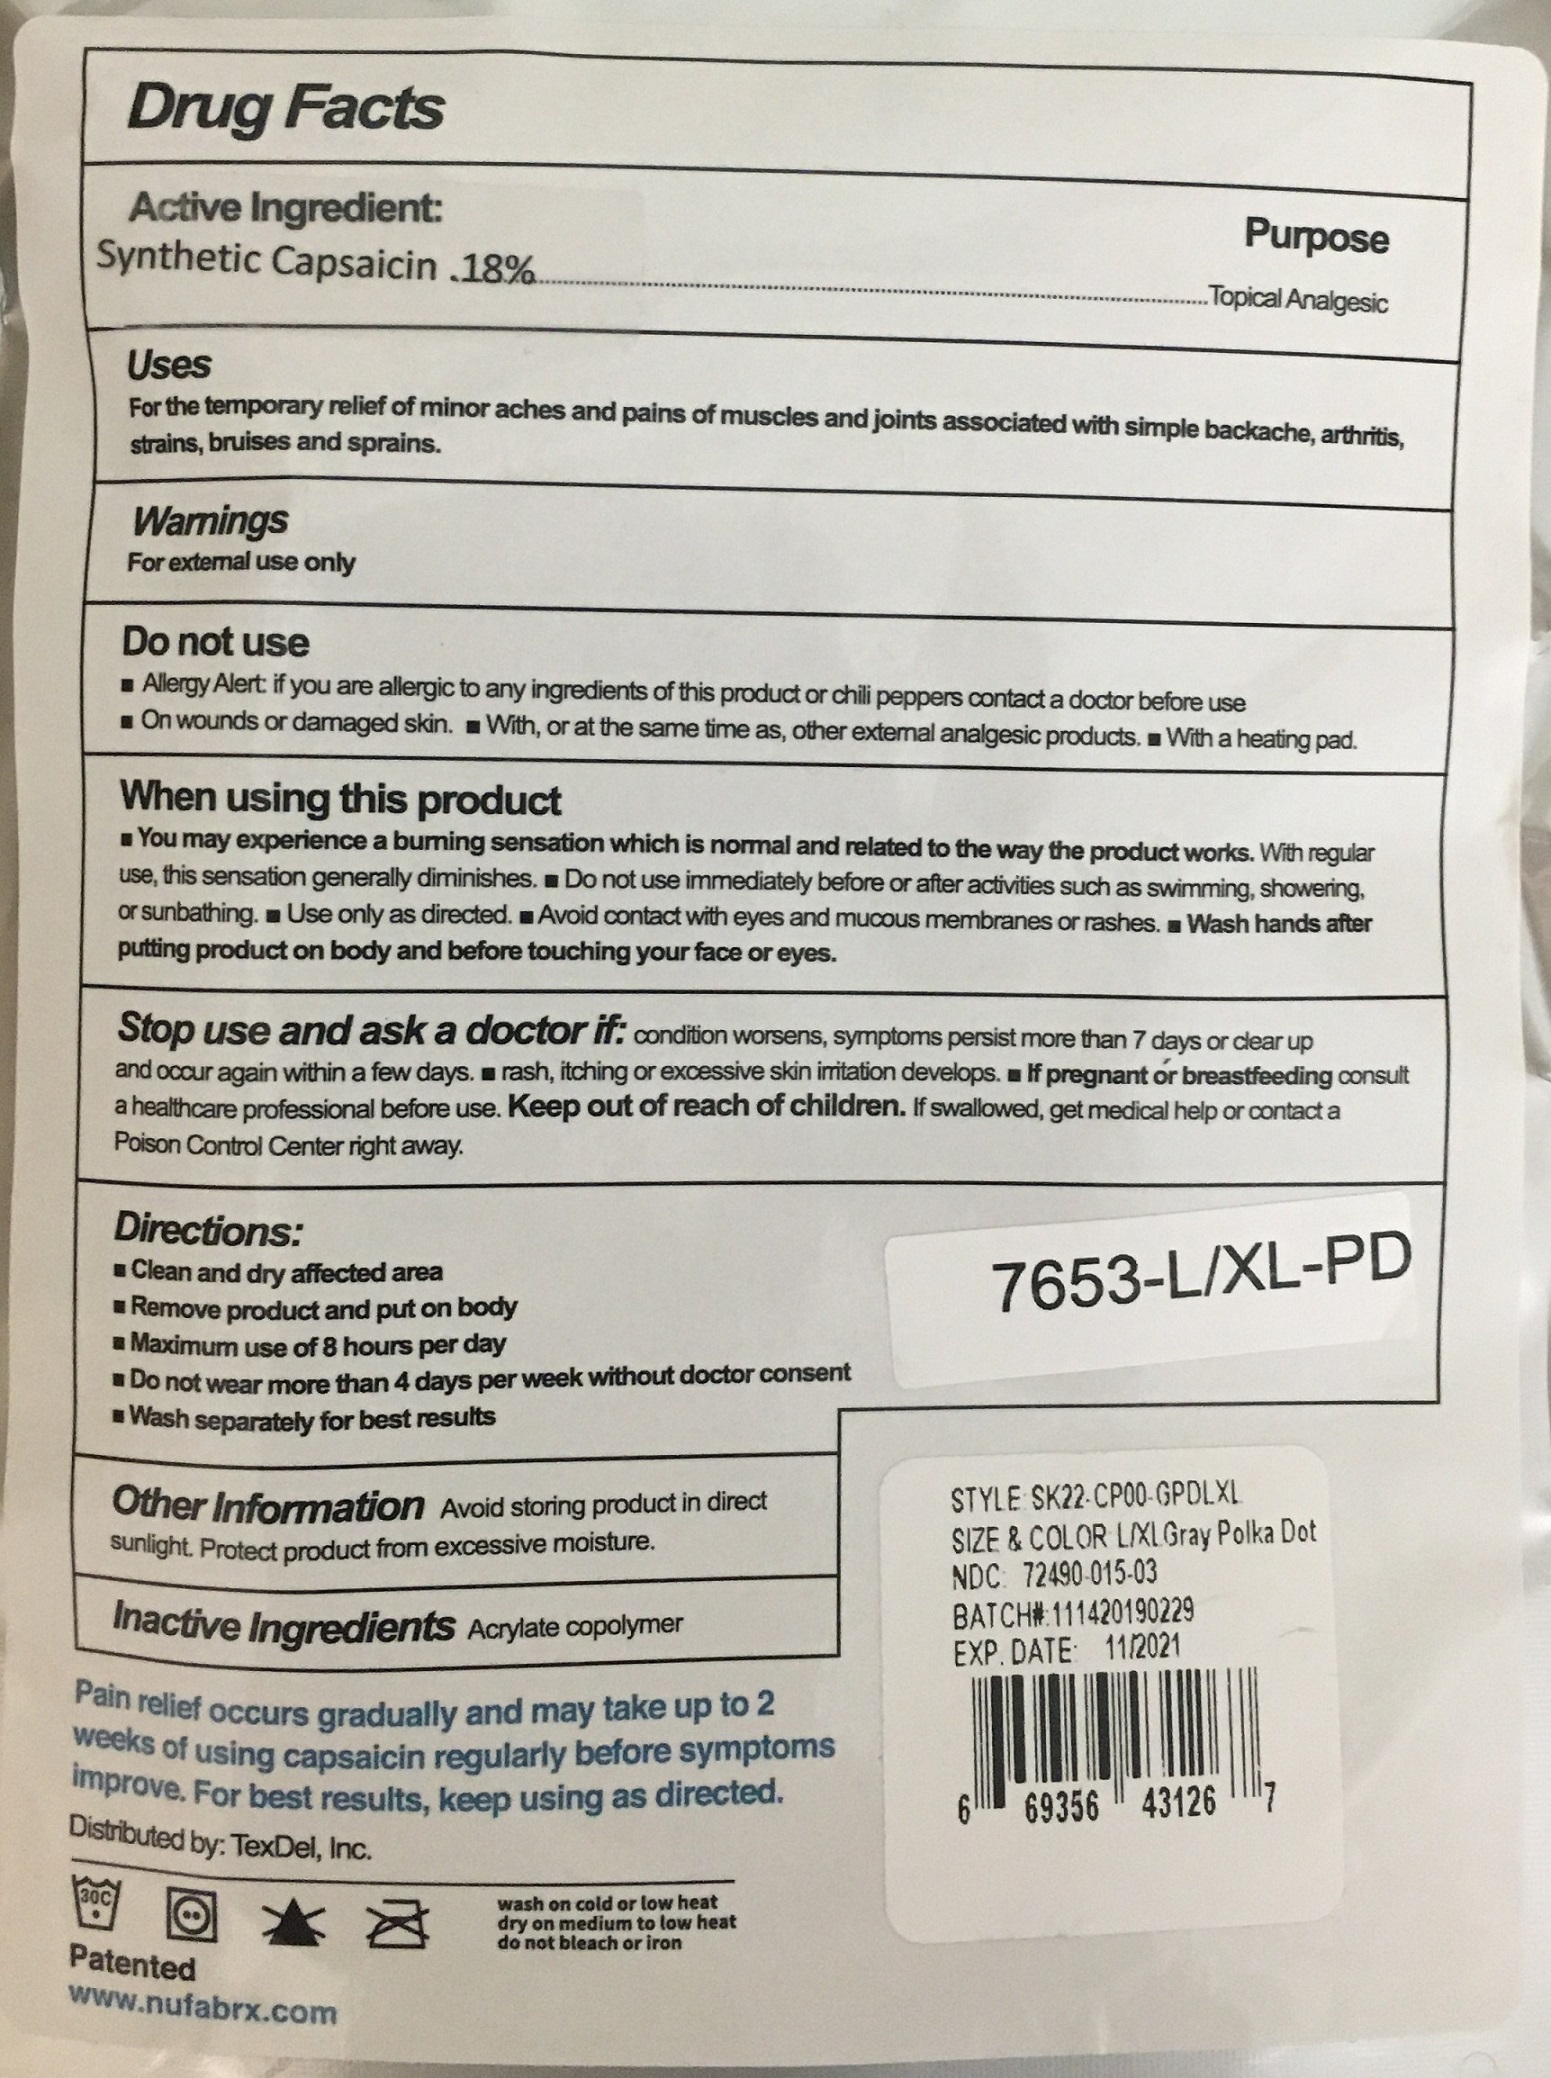 Drug Facts
Active Ingredient:
Purpose
Synthetic Capsaicin .18%........................Topical Analgesic
Uses
For the temporary relief of minor aches and pains of muscles and joints associated with simple backache, arthritis,
strains, bruises and sprains.
Warnings
For external use only
Do not use
▪ Allergy Alert: if you are allergic to any ingredients of this product or chili peppers contact a doctor before use
▪ On wounds or damaged skin. ▪ With, or at the same time as, other external analgesic products. ▪ With a heating pad.
When using this product
▪ You may experience a burning sensation which is normal and related to the way the product works. With regular
use, this sensation generally diminishes. ▪ Do not use immediately before or after activities such as swimming, showering,
or sunbathing. ▪ Use only as directed. ▪ Avoid contact with eyes and mucous membranes or rashes. ▪ Wash hands after
putting product on body and before touching your face or eyes.
Stop use and ask a doctor if: condition worsens, symptoms persist more than 7 days or clear up
and occur again within a few days. ▪ rash, itching or excessive skin irritation develops. ▪ If pregnant or breastfeeding consult
a healthcare professional before use. Keep out of reach of children. If swallowed, get medical help or contact a
Poison Control Center right away.
Directions:
▪ Clean and dry affected area
▪ Remove product and put on body
▪ Maximum use of 8 hours per day
▪ Do not wear more than 4 days per week without doctor consent
▪ Wash separately for best results
7653-L/XL-PD
Other Information Avoid storing product in direct
sunlight. Protect product from excessive moisture.
Inactive Ingredients Acrylate copolymer
STYLE: SK22-CP00-GPDLXL
SIZE & COLOR L/XLGray Polka Dot
NDC: 72490-015-03
BATCH#:111420190229
EXP. DATE: 11/2021
6 69356 43126 7
Pain relief occurs gradually and may take up to 2
weeks of using capsaicin regularly before symptoms
improve. For best results, keep using as directed.
Distributed by: TexDel, Inc.
30C
wash on cold or low heat
dry on medium to low heat
do not bleach or iron
Patented
www.nufabrx.com